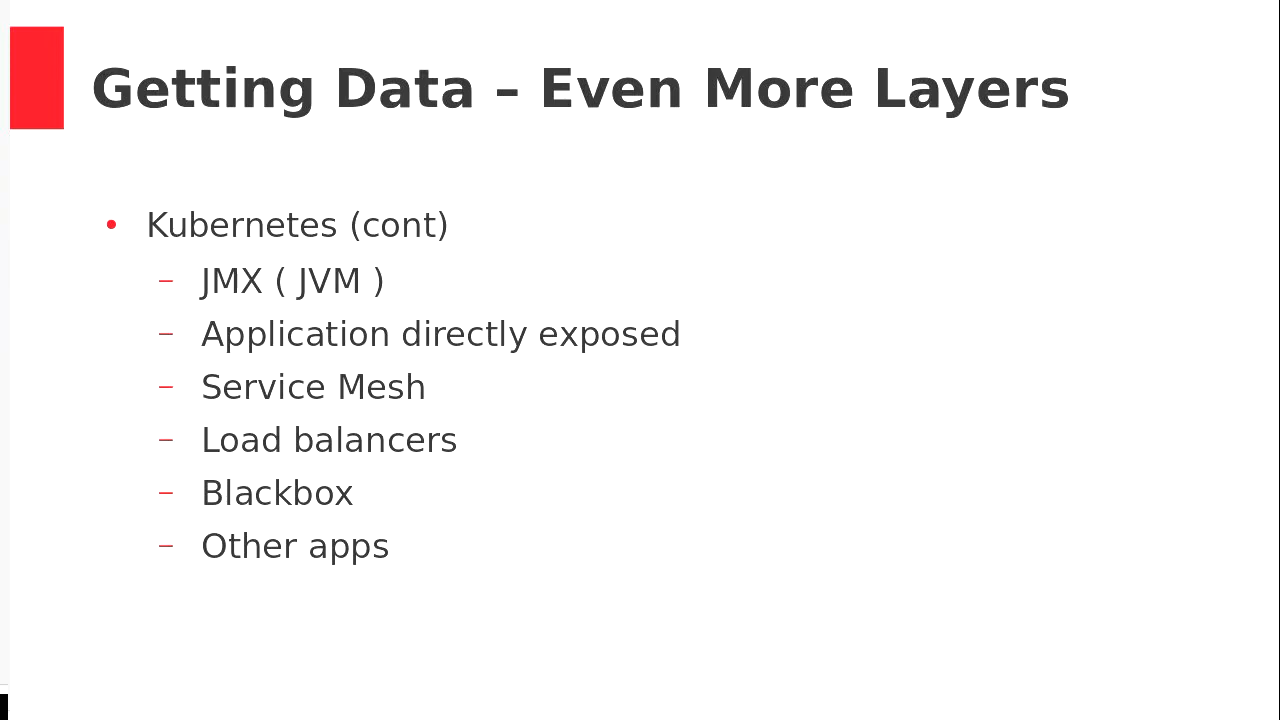 Getting Data – Even More Layers
• Kubernetes (cont)
– JMX ( JVM )
– Application directly exposed
– Service Mesh
– Load balancers
– Blackbox
– Other apps